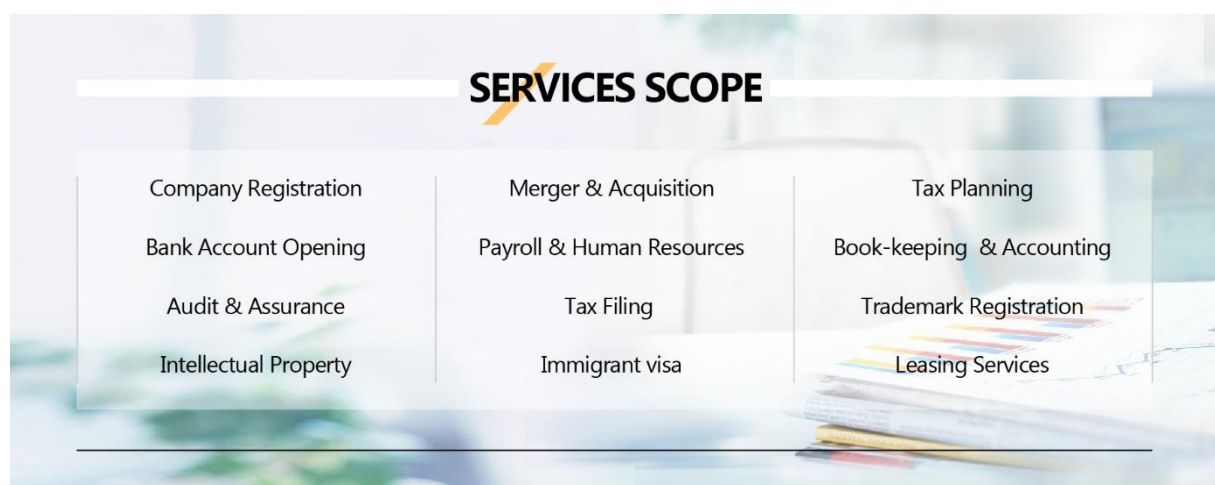 SERVICES SCOPE
Company Registration
Merger & Acquisition
Tax Planning
Bank Account Opening
Payroll & Human Resources
Book-keeping & Accounting
Audit & Assurance
Tax Filing
Trademark Registration
Intellectual Property
Immigrant visa
Leasing Services